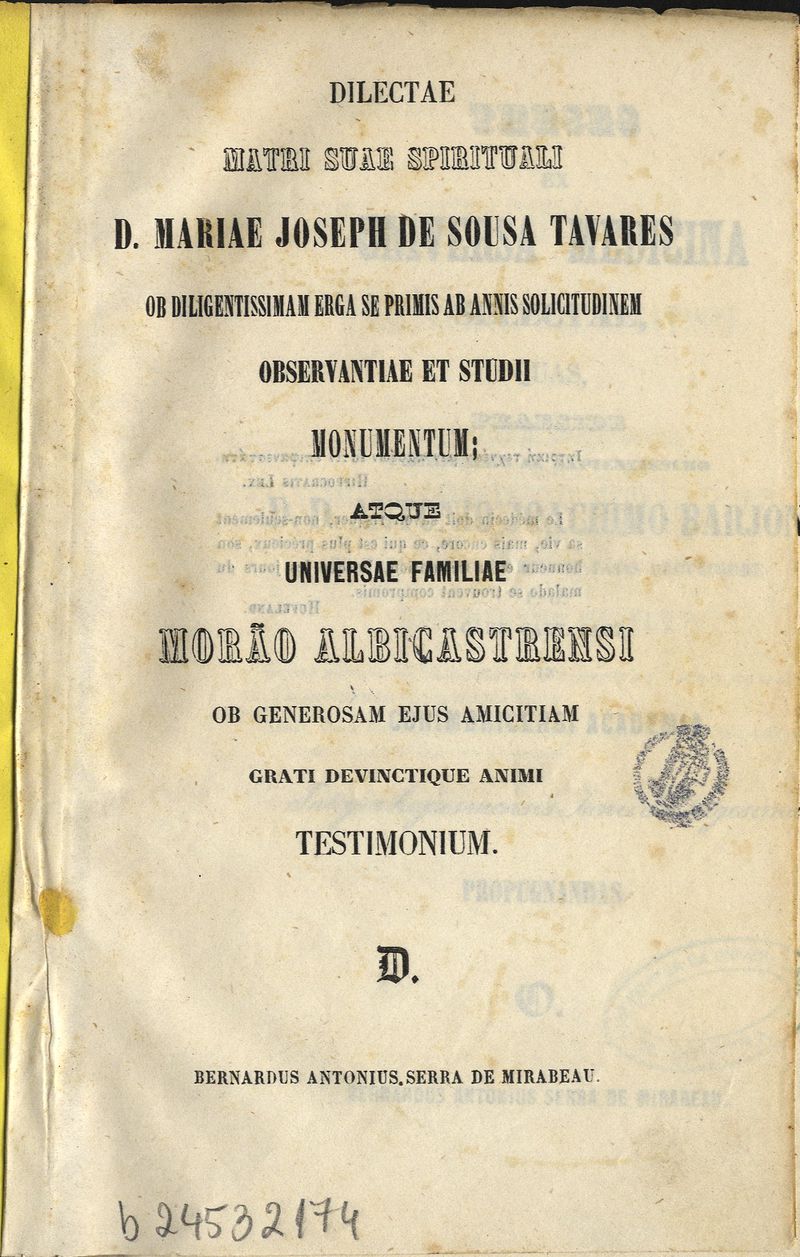 DILECTAE
MATRI SUAE SPIRITUALI
D. MARIAE JOSEPH DE SOUSA TAVARES
OB DILIGENTISSIMAM ERGA SE PRIMIS AB ANNIS SOLICITUDINEM
OBSERVANTIAE ET STUDII
MONUMENTUM;
ATQUE
UNIVERSAE FAMILIAE
MORÃO ALBICASTRENSI
OB GENEROSAM EJUS AMICITIAM
GRATI DEVINCTIQUE ANIMI
TESTIMONIUM.
D.
BERNARDUS ANTONIUS SERRA DE MIRABEAU.
b 24532174